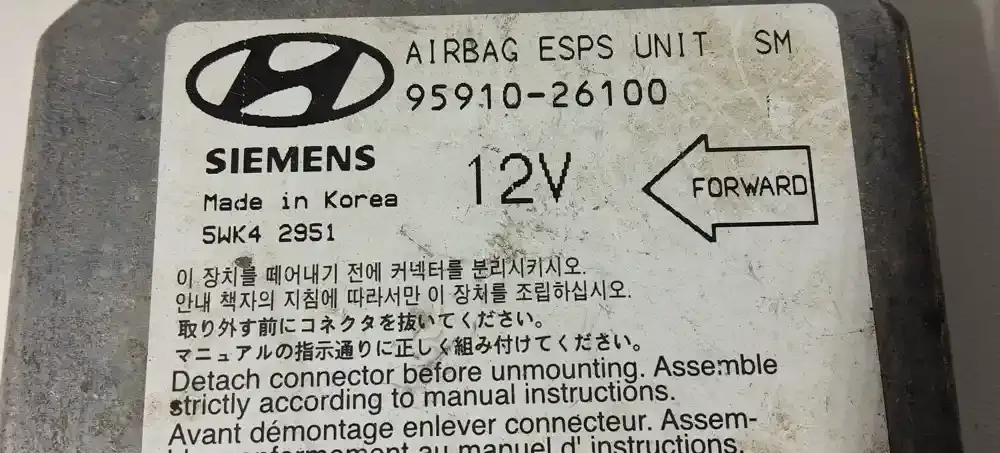 AIRBAG ESPS UNIT SM
95910-26100
SIEMENS
12V
FORWARD
Made in Korea
5WK4 2951
이 장치를 떼어내기 전에 커넥터를 분리시키시오.
안내 책자의 지침에 따라서만 이 장처를 조립하십시오.
取り外す前にコネクタを抜いてください。
マニュアルの指示通りに正しく組み付けてください。
Detach connector before unmounting. Assemble
strictly according to manual instructions.
Avant démontage enlever connecteur. Assem-
au manuel d' instructions.